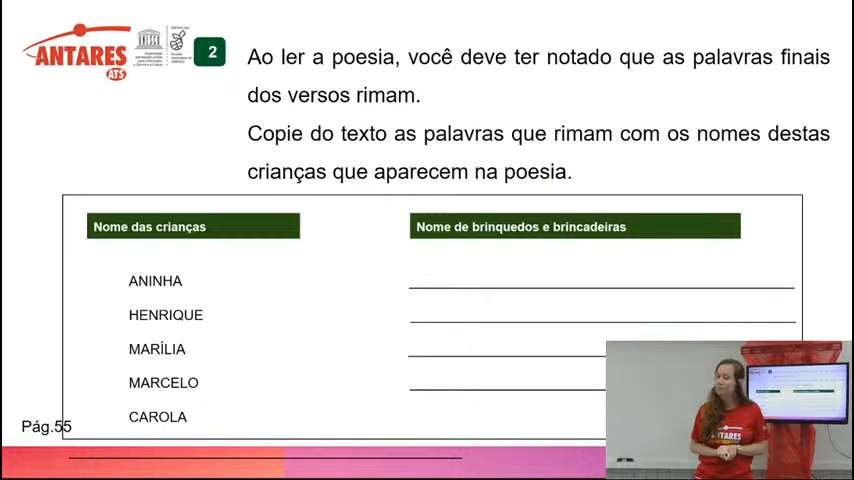 ANTARES
ATS
2
Ao ler a poesia, você deve ter notado que as palavras finais
dos versos rimam.
Copie do texto as palavras que rimam com os nomes destas
crianças que aparecem na poesia.
Nome das crianças
Nome de brinquedos e brincadeiras
ANINHA
HENRIQUE
MARÍLIA
MARCELO
CAROLA
Pág.55
ANTARES